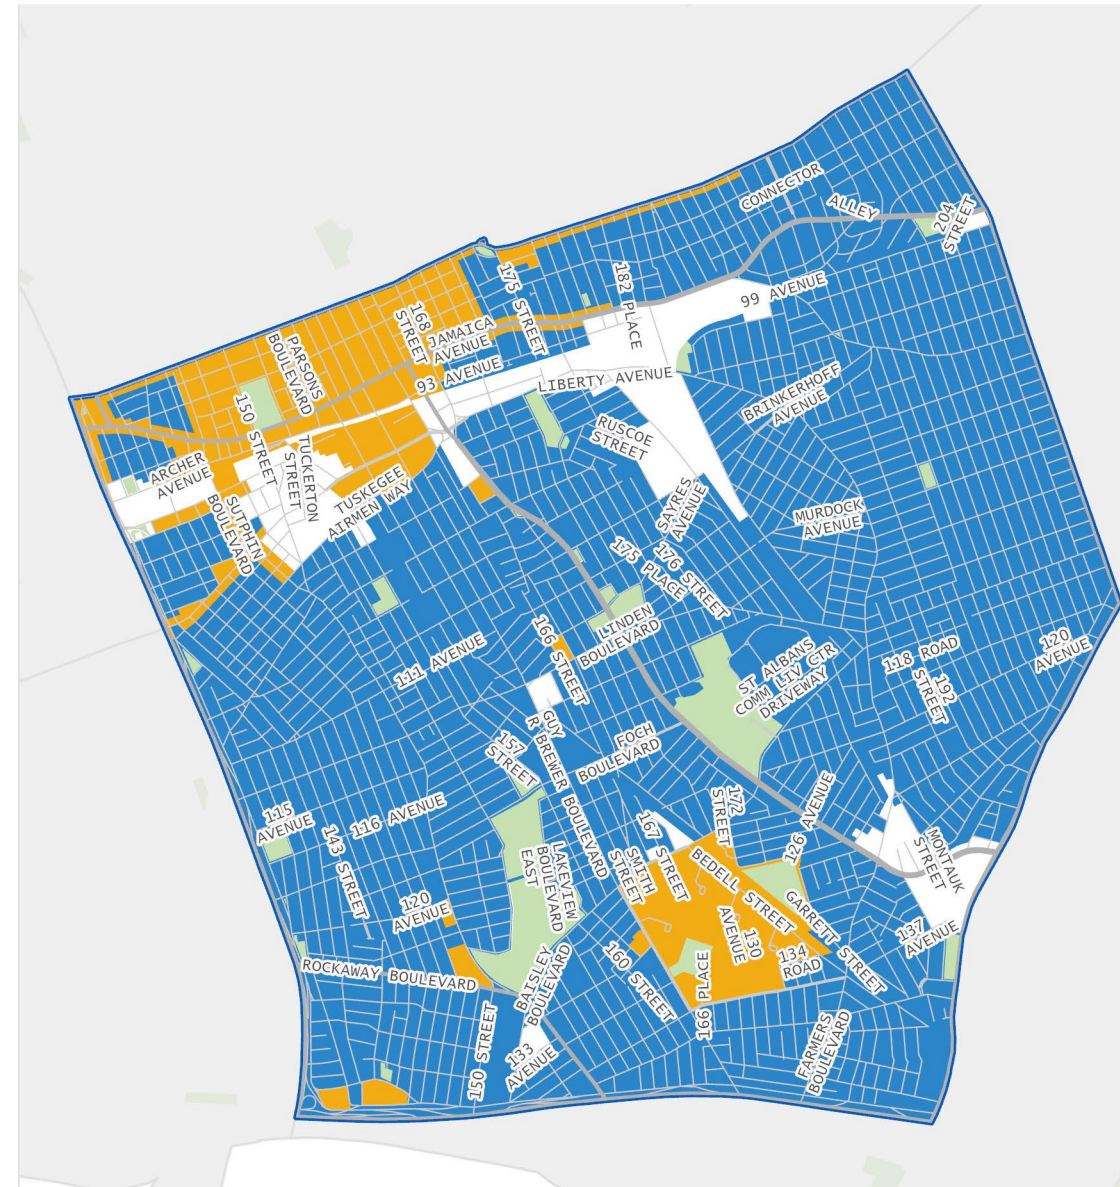 CONNECTOR
ALLEY
204
STREET
175 STREET
182 PLACE
99 AVENUE
168
STREET
JAMAICA
AVENUE
PARSONS
BOULEVARD
93 AVENUE
LIBERTY AVENUE
BRINKERHOFF
AVENUE
150 STREET
RUSCOE
STREET
TUCKERTON
STREET
ARCHER
AVENUE
TUSKEGEE
AIRMEN WAY
SAYRES
AVENUE
MURDOCK
AVENUE
SUTPHIN
BOULEVARD
175 PLACE
176 STREET
LINDEN
BOULEVARD
166 STREET
111 AVENUE
ST ALBANS
COMM LIV CTR
DRIVEWAY
118 ROAD
192
STREET
120
AVENUE
GUY
R BREWER BOULEVARD
157
STREET
FOCH
BOULEVARD
115
AVENUE
116 AVENUE
143 STREET
172
STREET
126 AVENUE
167 STREET
SMITH
STREET
BEDELL STREET
MONTAUK
STREET
LAKEVIEW
BOULEVARD
EAST
120
AVENUE
GARRETT STREET
130
AVENUE
134
ROAD
137
AVENUE
ROCKAWAY BOULEVARD
BAISLEY
BOULEVARD
160 STREET
166 PLACE
150 STREET
133
AVENUE
FARMERS
BOULEVARD